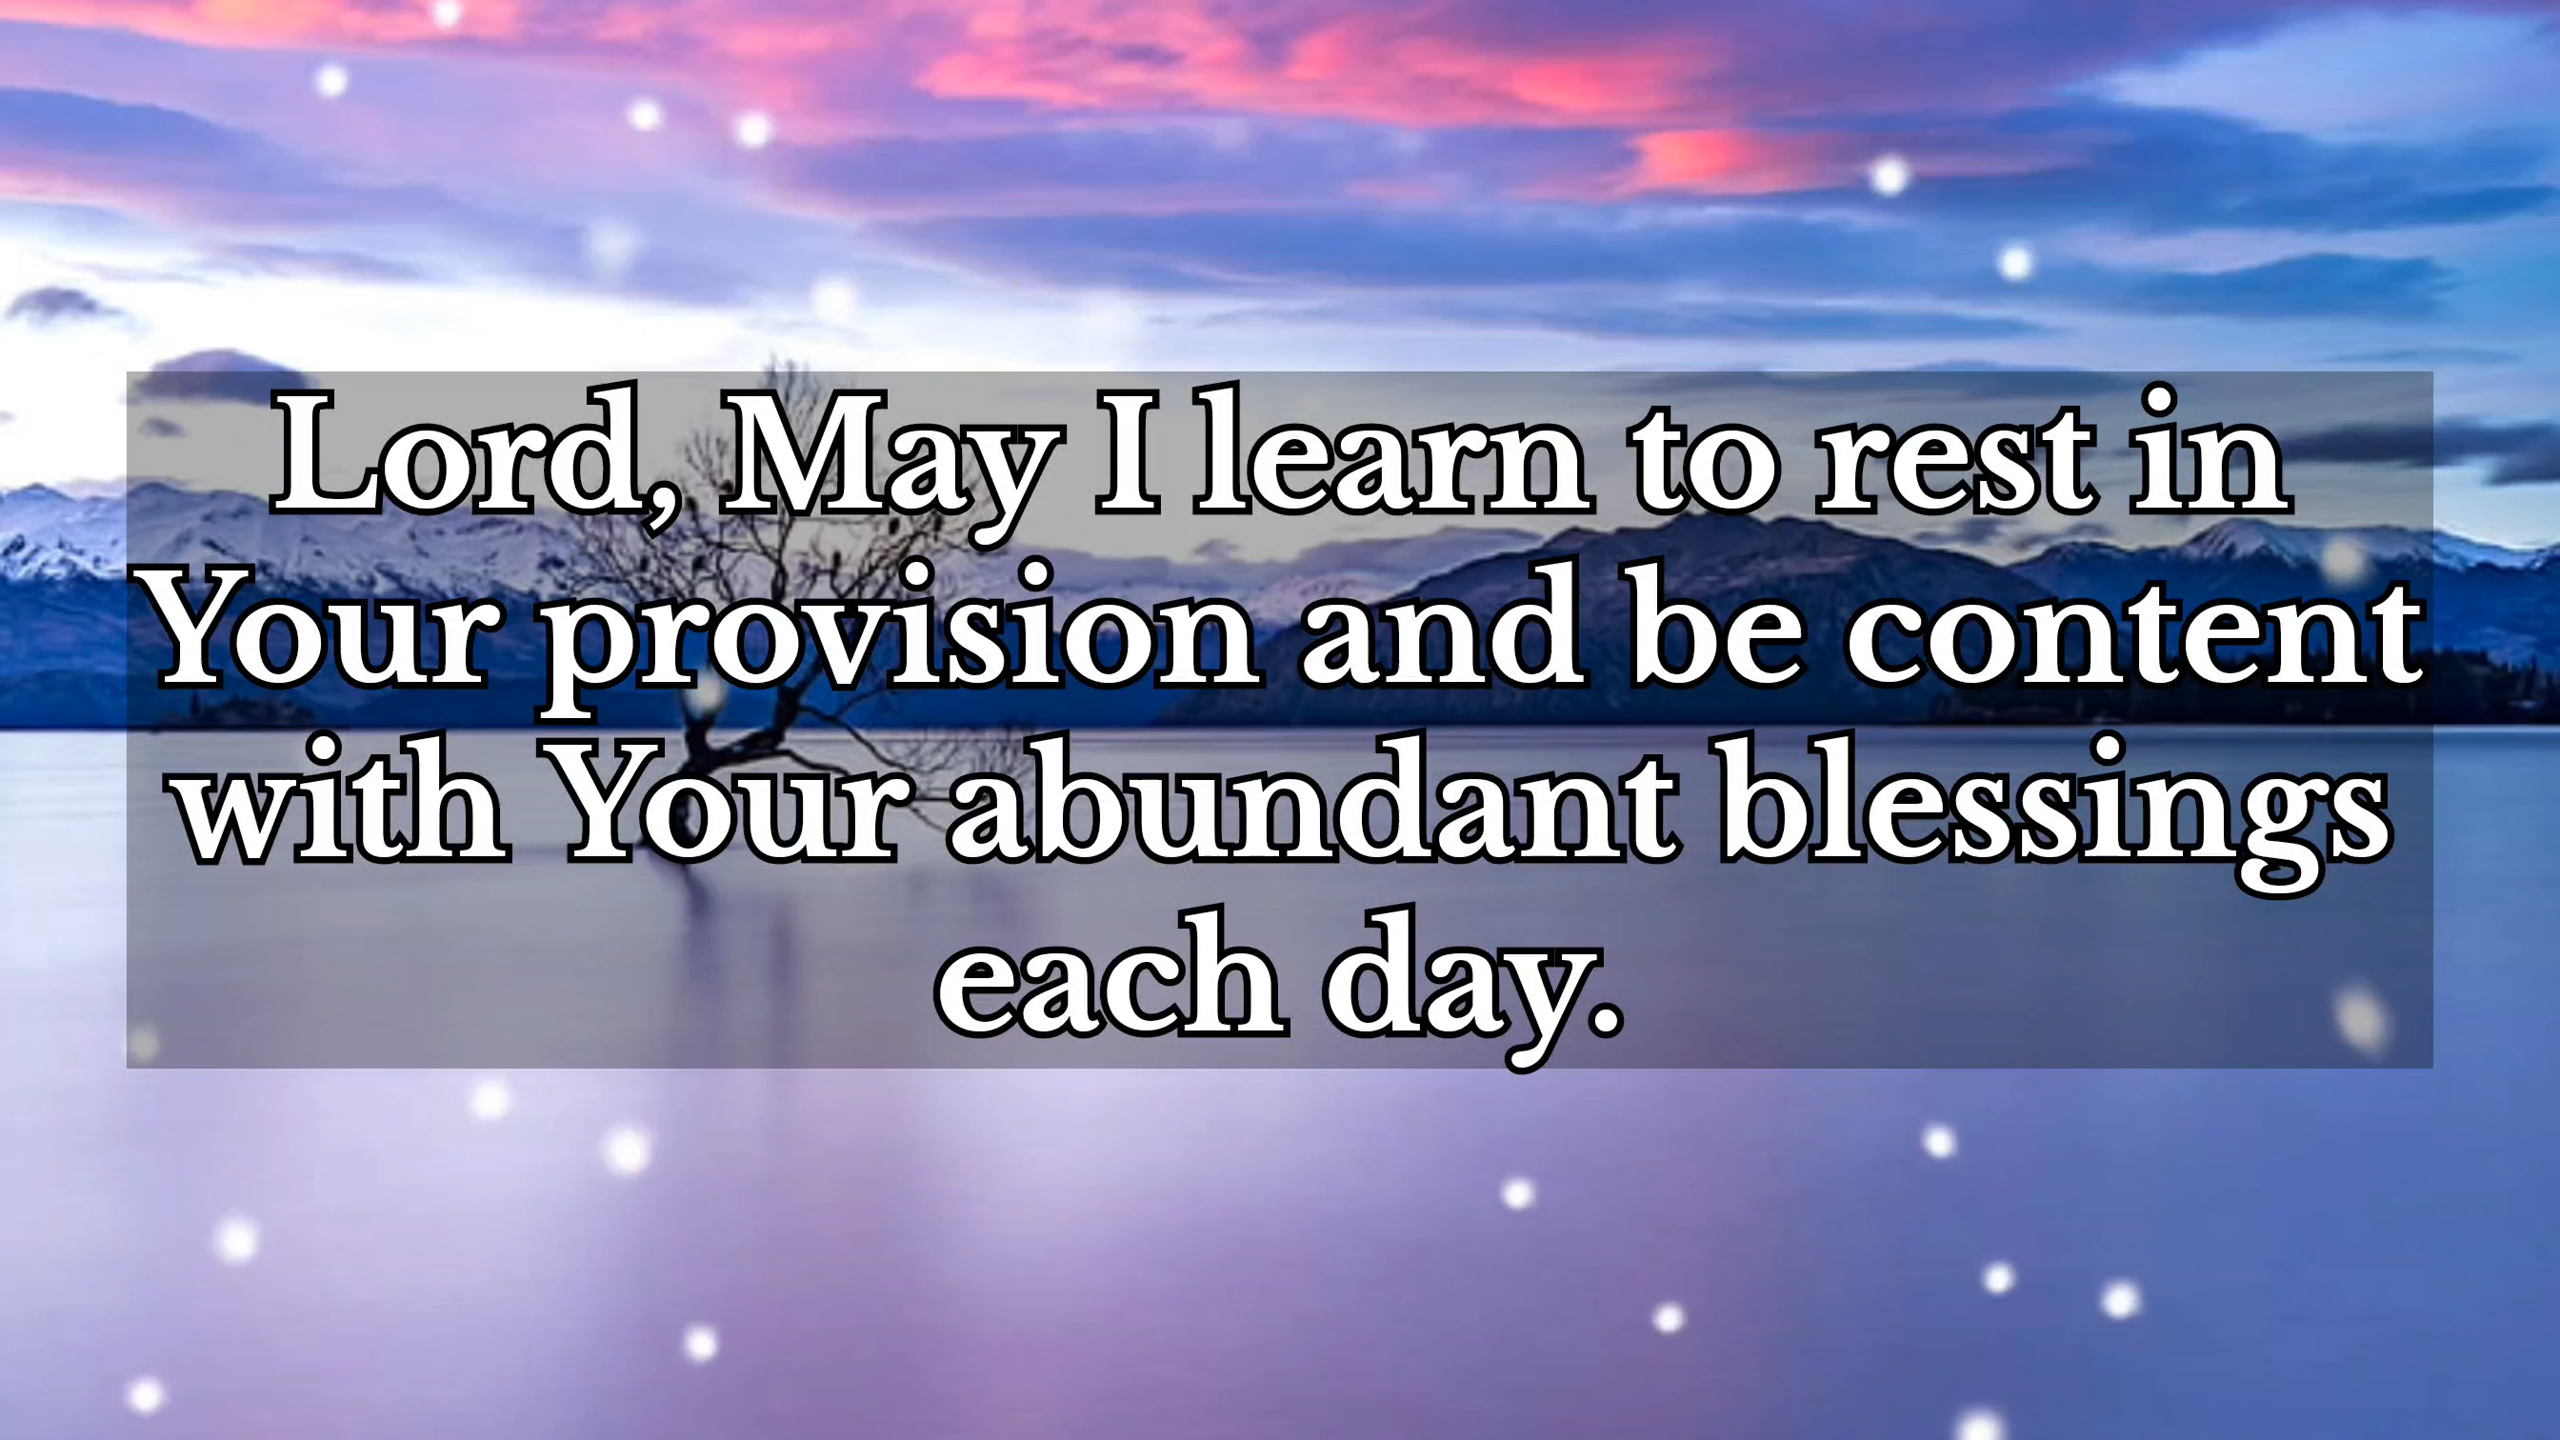 Lord, May I learn to rest in
Your provision and be content
with Your abundant blessings
each day.